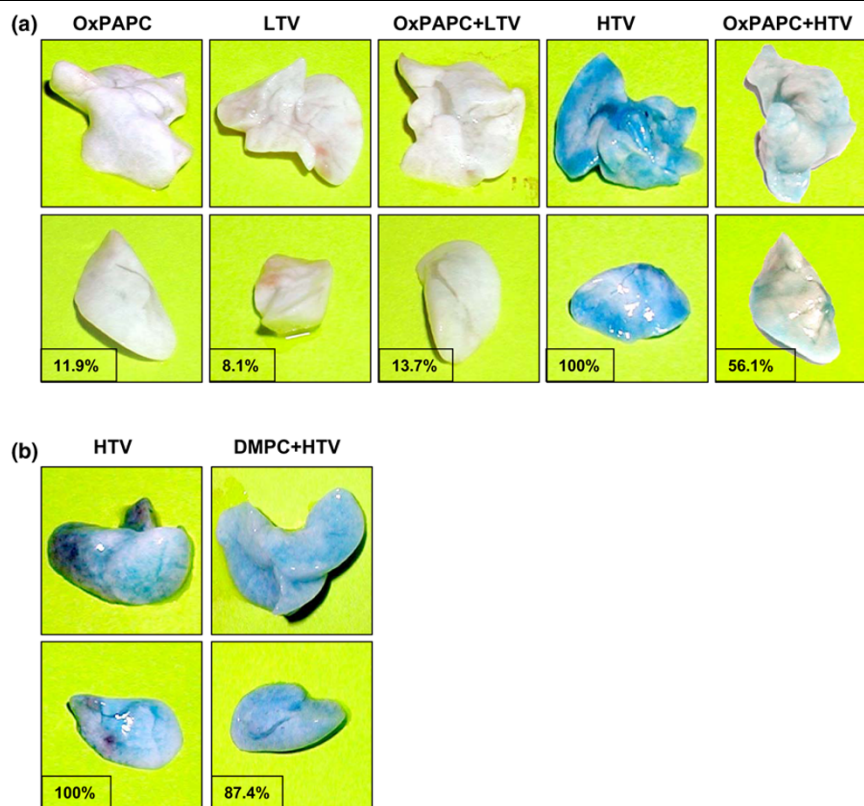 (a) OxPAPC LTV OxPAPC+LTV HTV OxPAPC+HTV
11.9% 8.1% 13.7% 100% 56.1%
(b) HTV DMPC+HTV
100% 87.4%